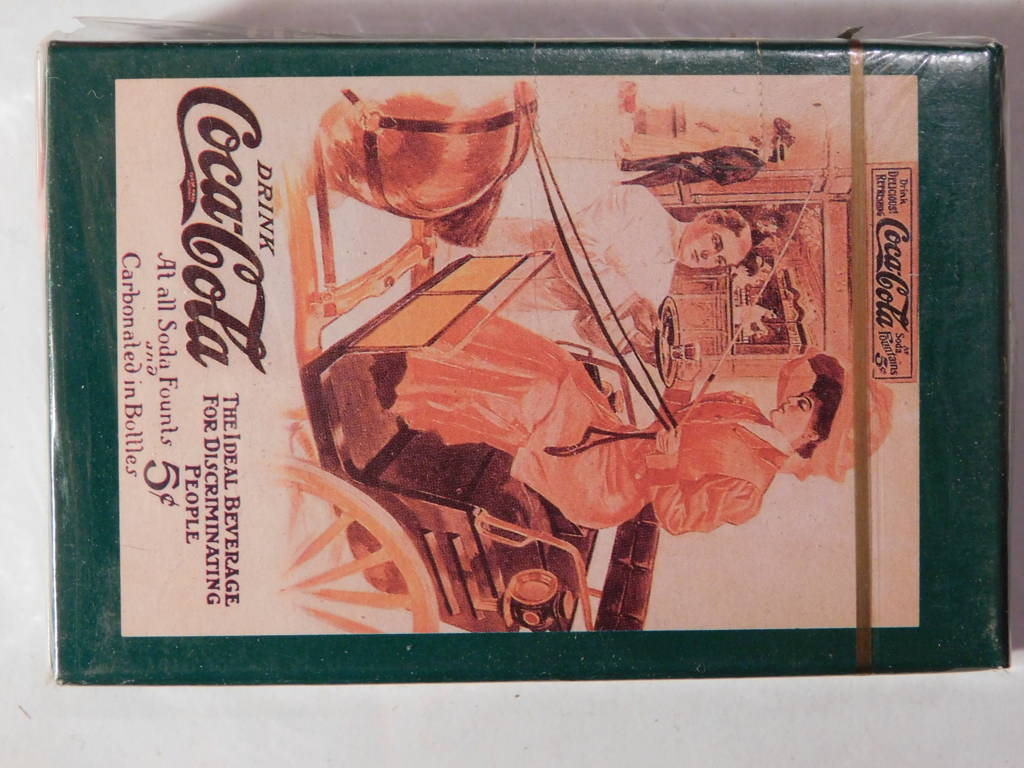 Drink
DELICIOUS!
REFRESHING
Coca-Cola
AT
Soda
Fountains
5¢
DRINK
Coca-Cola
THE IDEAL BEVERAGE
FOR DISCRIMINATING
PEOPLE
At all Soda Founts 5¢
and
Carbonated in Bottles